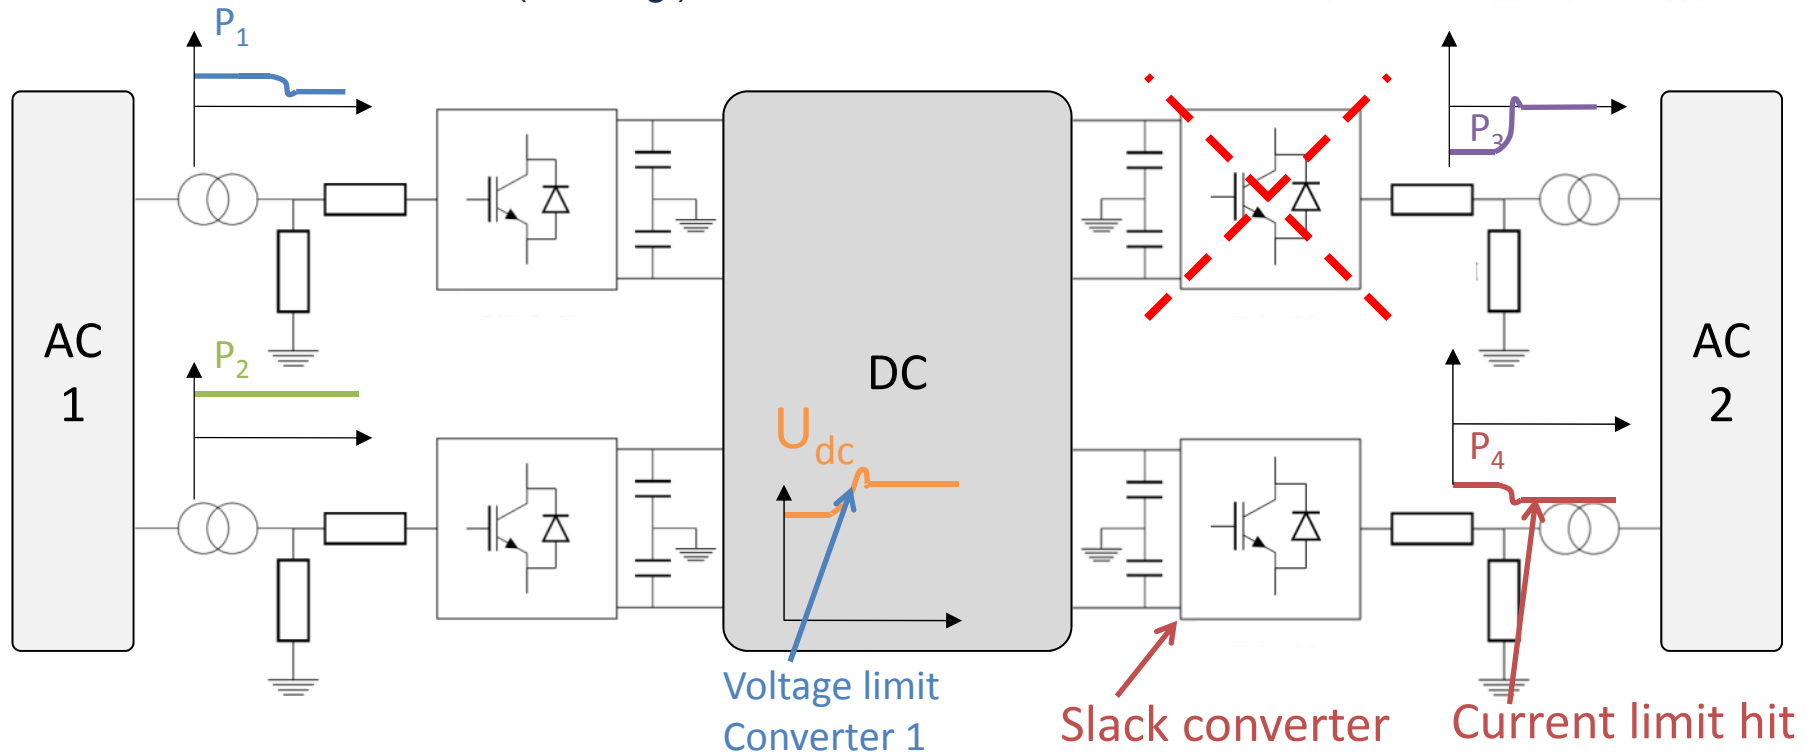 P1
P3
AC
1
DC
AC
2
P2
Udc
P4
Voltage limit
Converter 1
Slack converter
Current limit hit